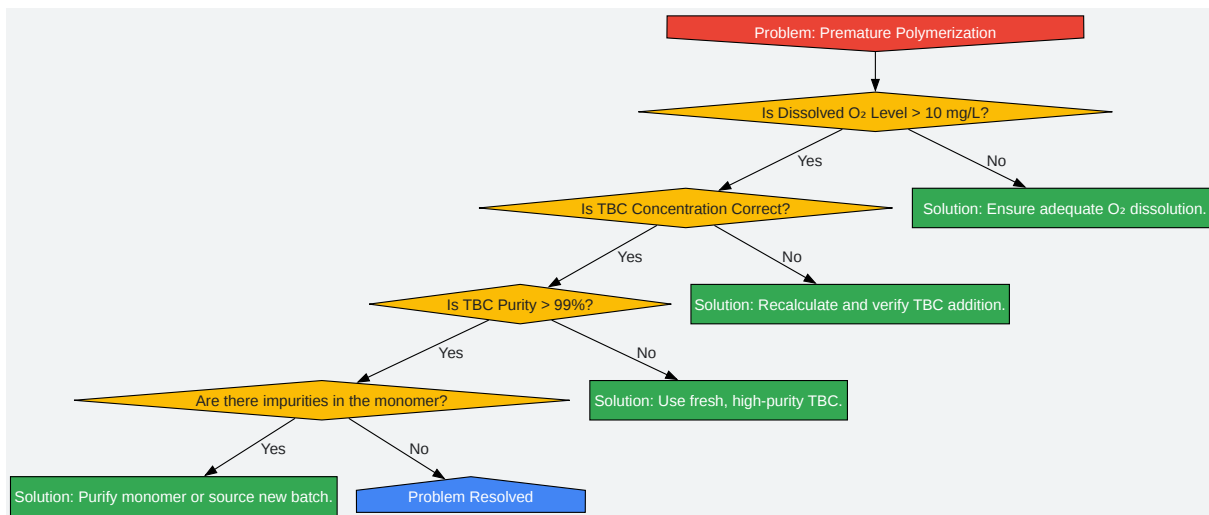 Problem: Premature Polymerization
Is Dissolved O₂ Level > 10 mg/L?
Yes
No
Is TBC Concentration Correct?
Solution: Ensure adequate O₂ dissolution.
Yes
No
Is TBC Purity > 99%?
Solution: Recalculate and verify TBC addition.
Yes
No
Are there impurities in the monomer?
Solution: Use fresh, high-purity TBC.
Yes
No
Solution: Purify monomer or source new batch.
Problem Resolved